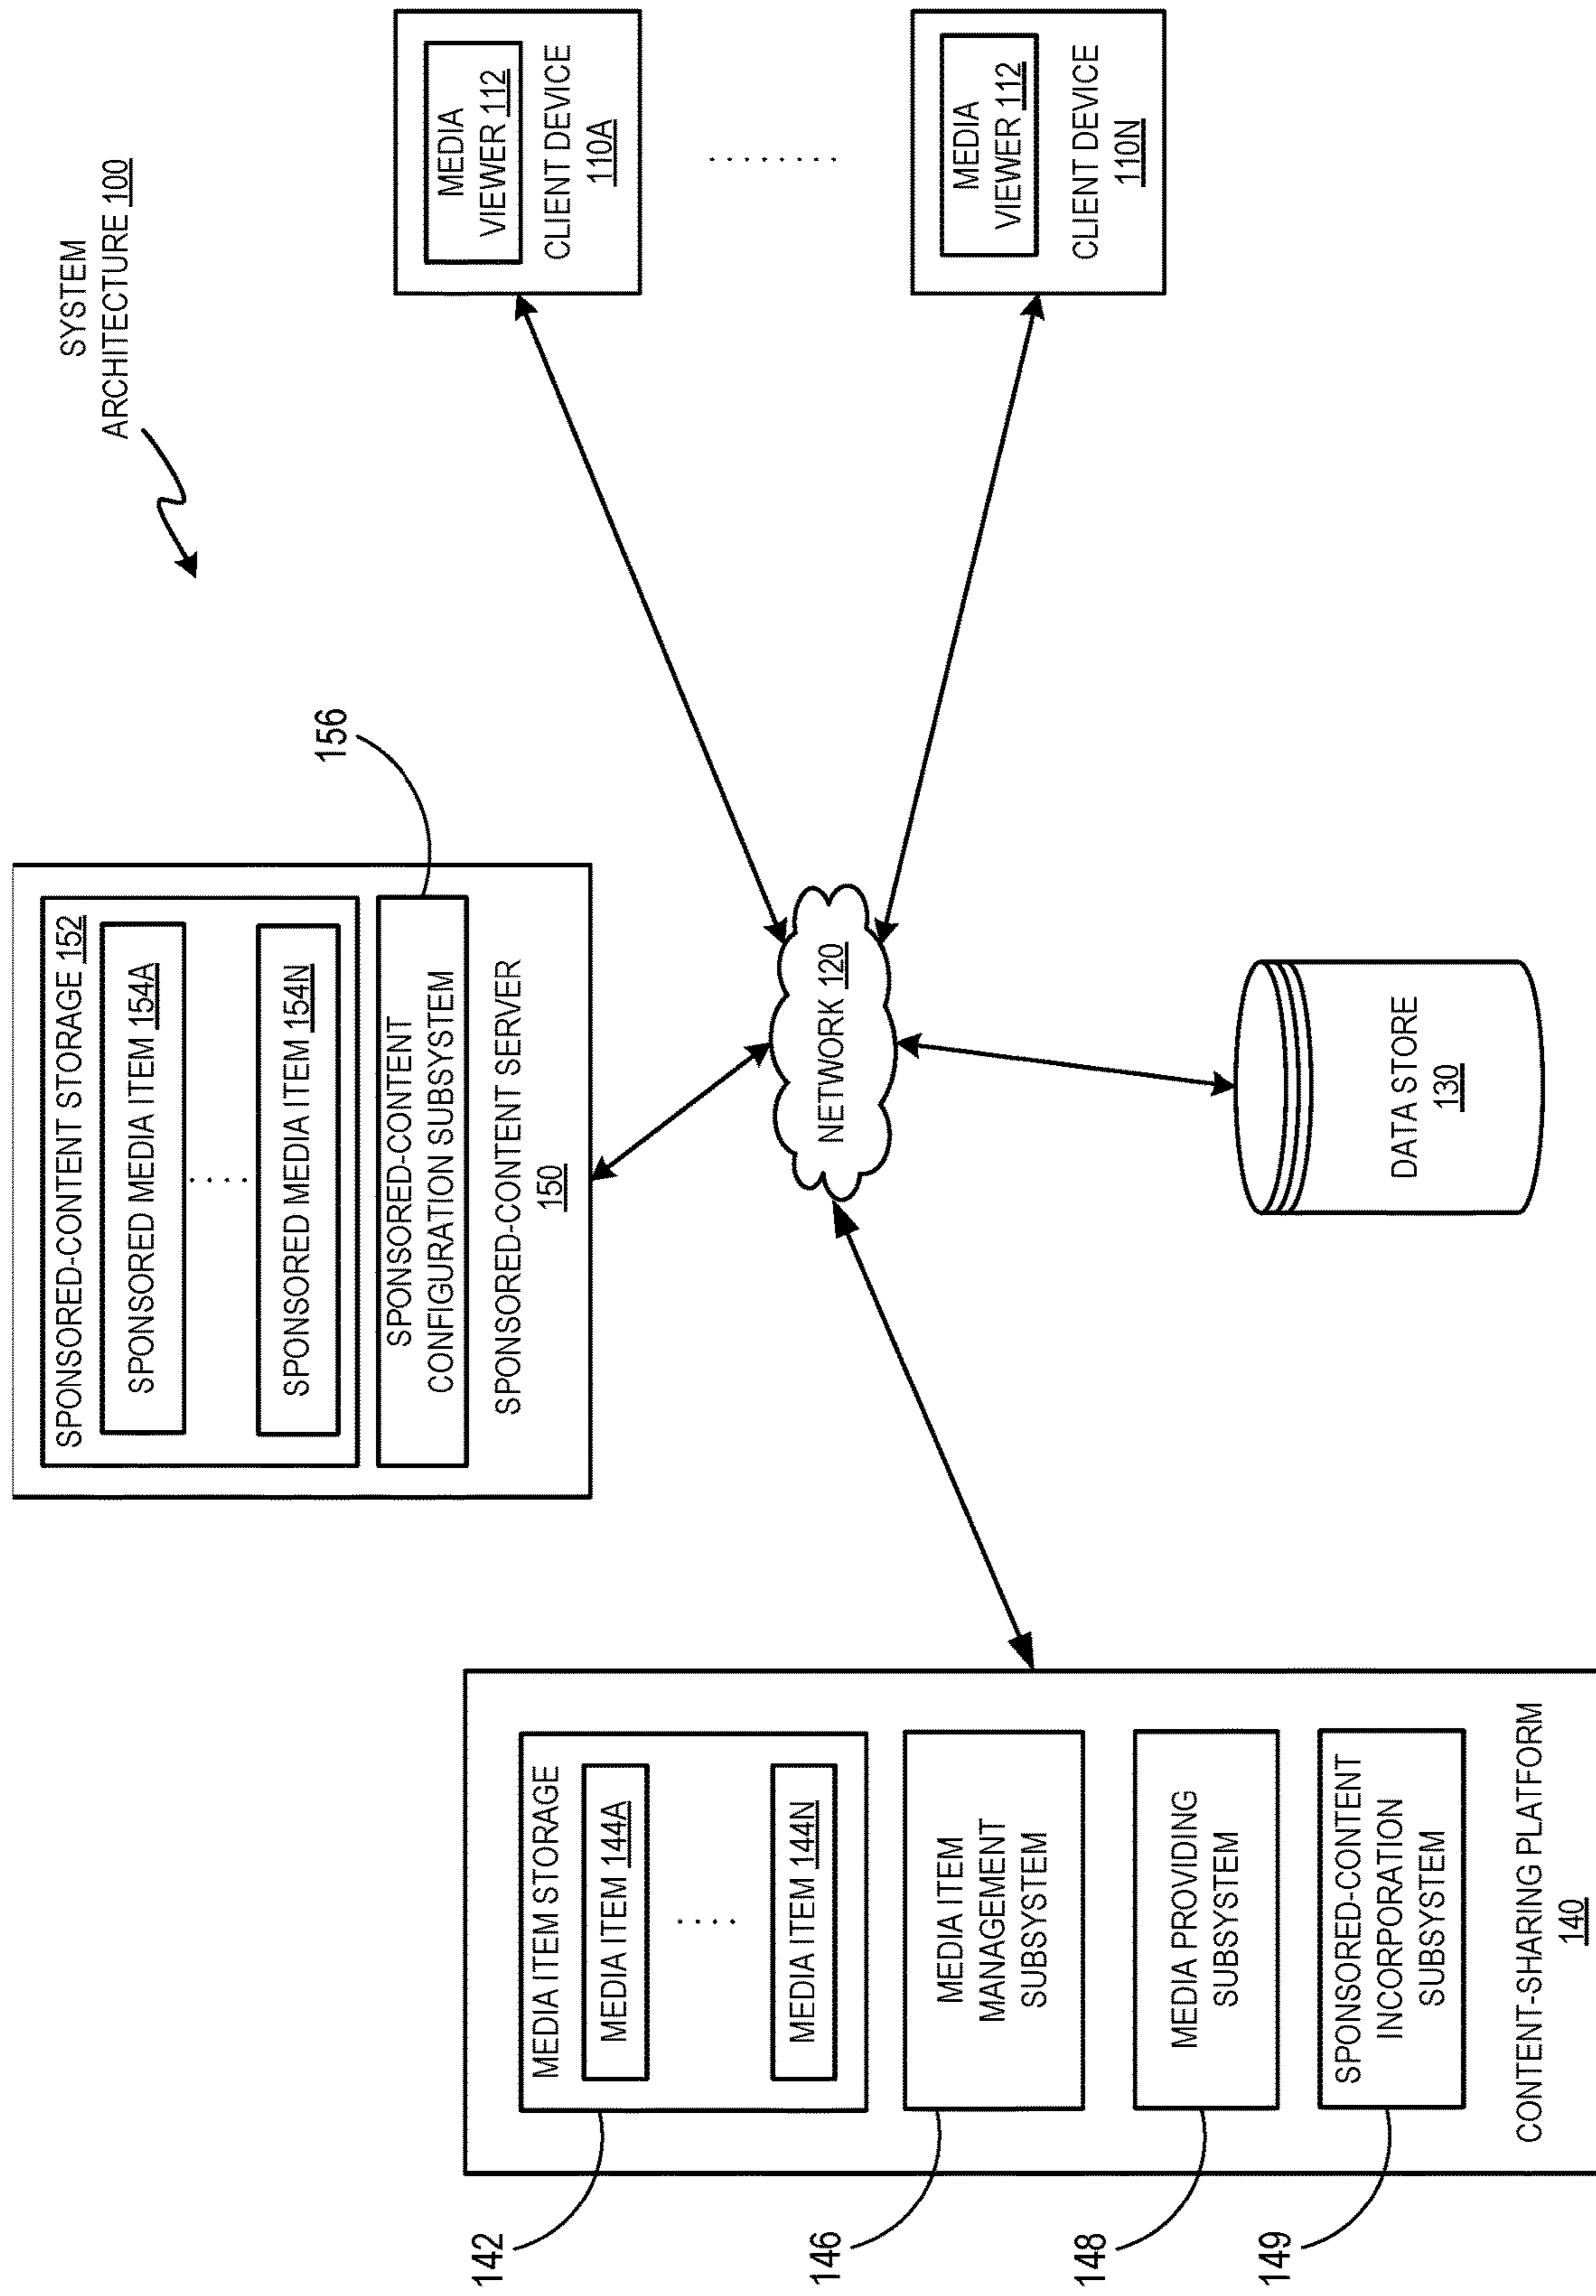 SYSTEM
ARCHITECTURE 100
SPONSORED-CONTENT STORAGE 152
SPONSORED MEDIA ITEM 154A
SPONSORED MEDIA ITEM 154N
SPONSORED-CONTENT
CONFIGURATION SUBSYSTEM
SPONSORED-CONTENT SERVER
150
156
MEDIA
VIEWER 112
CLIENT DEVICE
110A
MEDIA
VIEWER 112
CLIENT DEVICE
110N
NETWORK 120
DATA STORE
130
MEDIA ITEM STORAGE
MEDIA ITEM 144A
MEDIA ITEM 144N
MEDIA ITEM
MANAGEMENT
SUBSYSTEM
MEDIA PROVIDING
SUBSYSTEM
SPONSORED-CONTENT
INCORPORATION
SUBSYSTEM
CONTENT-SHARING PLATFORM
140
142
146
148
149